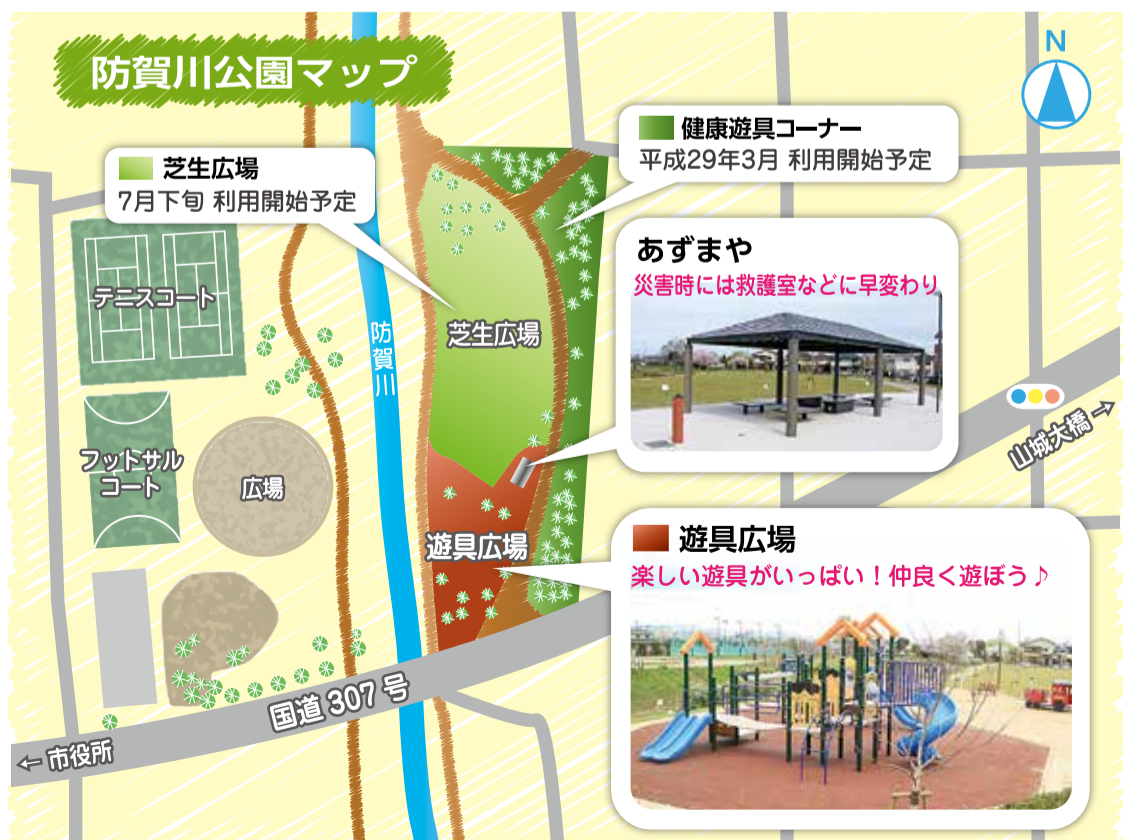 防賀川公園マップ
N
健康遊具コーナー
平成29年3月 利用開始予定
芝生広場
7月下旬 利用開始予定
あずまや
災害時には救護室などに早変わり
テニスコート
芝生広場
防賀川
山城大橋→
フットサル
コート
広場
遊具広場
遊具広場
楽しい遊具がいっぱい!仲良く遊ぼう♪
国道307号
←市役所